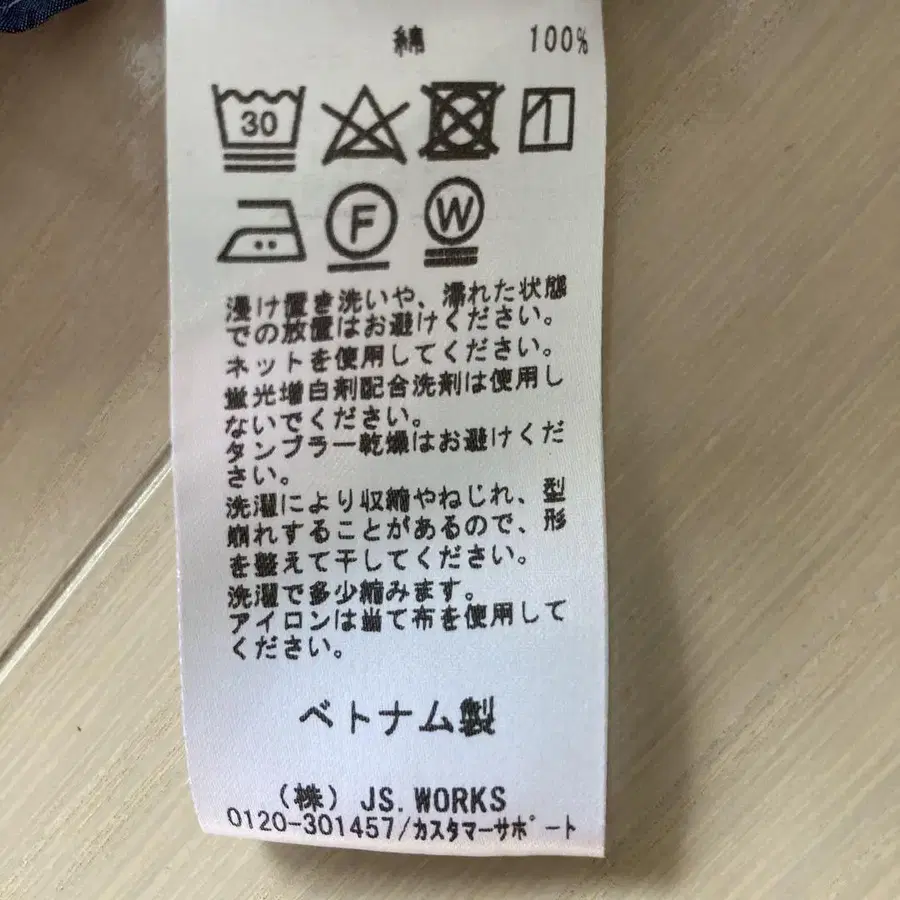 綿 100%
30
F W
浸け置き洗いや、濡れた状態
での放置はお避けください。
ネットを使用してください。
蛍光増白剤配合洗剤は使用し
ないでください。
タンブラー乾燥はお避けくだ
さい。
洗濯により収縮やねじれ、型
崩れすることがあるので、形
を整えて干してください。
洗濯で多少縮みます。
アイロンは当て布を使用して
ください。
ベトナム製
(株) JS.WORKS
0120-301457/カスタマーサポート